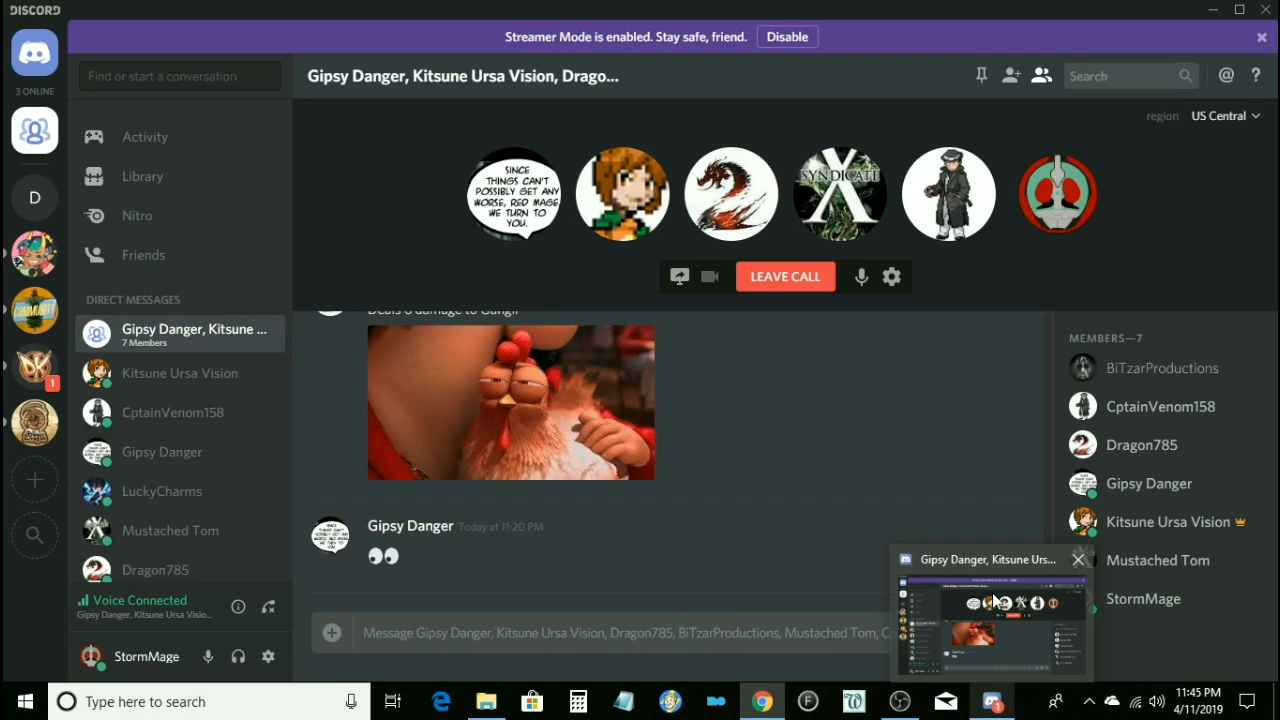 DISCORD
Streamer Mode is enabled. Stay safe, friend.
Disable
Find or start a conversation
Gipsy Danger, Kitsune Ursa Vision, Drago...
Search
3 ONLINE
region
US Central
Activity
Library
Nitro
Friends
D
SINCE
THINGS CAN'T
POSSIBLY GET ANY
WORSE, RED MAGE
WE TURN TO
YOU.
SYNDICATE
X
LEAVE CALL
DIRECT MESSAGES
Gipsy Danger, Kitsune ...
7 Members
Kitsune Ursa Vision
CptainVenom158
Gipsy Danger
LuckyCharms
Mustached Tom
Dragon785
COMMUNITY
DK
1
Gipsy Danger Today at 11:20 PM
MEMBERS—7
BiTzarProductions
CptainVenom158
Dragon785
Gipsy Danger
Kitsune Ursa Vision
Mustached Tom
StormMage
Gipsy Danger, Kitsune Urs...
Voice Connected
Gipsy Danger, Kitsune Ursa Visio...
Message Gipsy Danger, Kitsune Ursa Vision, Dragon785, BiTzarProductions, Mustached Tom, C
StormMage
Type here to search
1
11:45 PM
4/11/2019